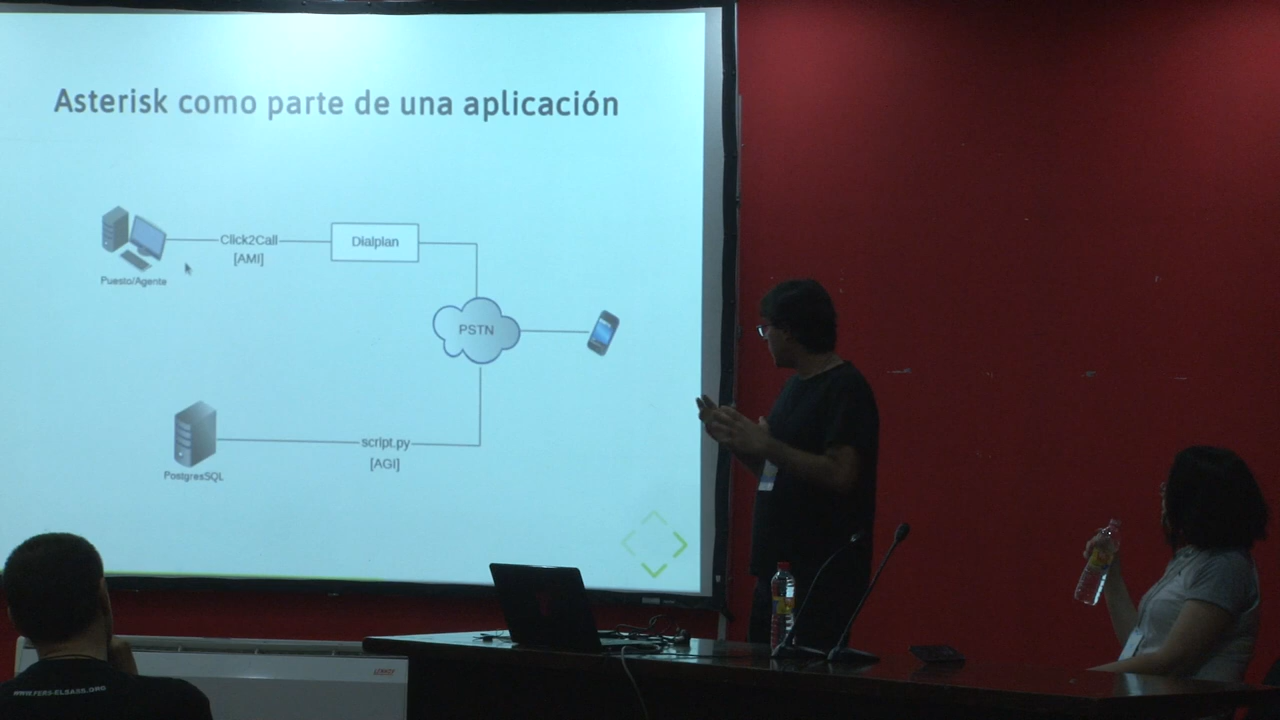 Asterisk como parte de una aplicación
Click2Call
[AMI]
Dialplan
Puesto/Agente
PSTN
script.py
[AGI]
PostgresSQL